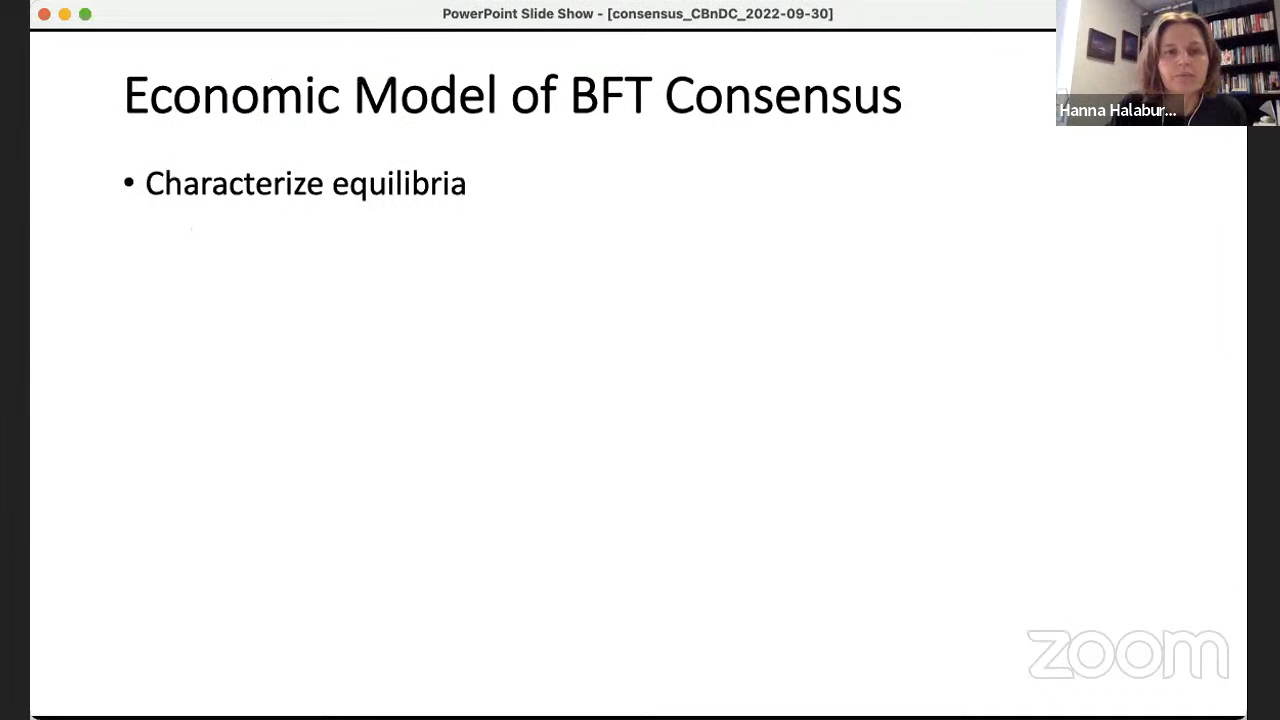 PowerPoint Slide Show - [consensus_CBnDC_2022-09-30]
Economic Model of BFT Consensus
Hanna Halabur...
• Characterize equilibria
zoom